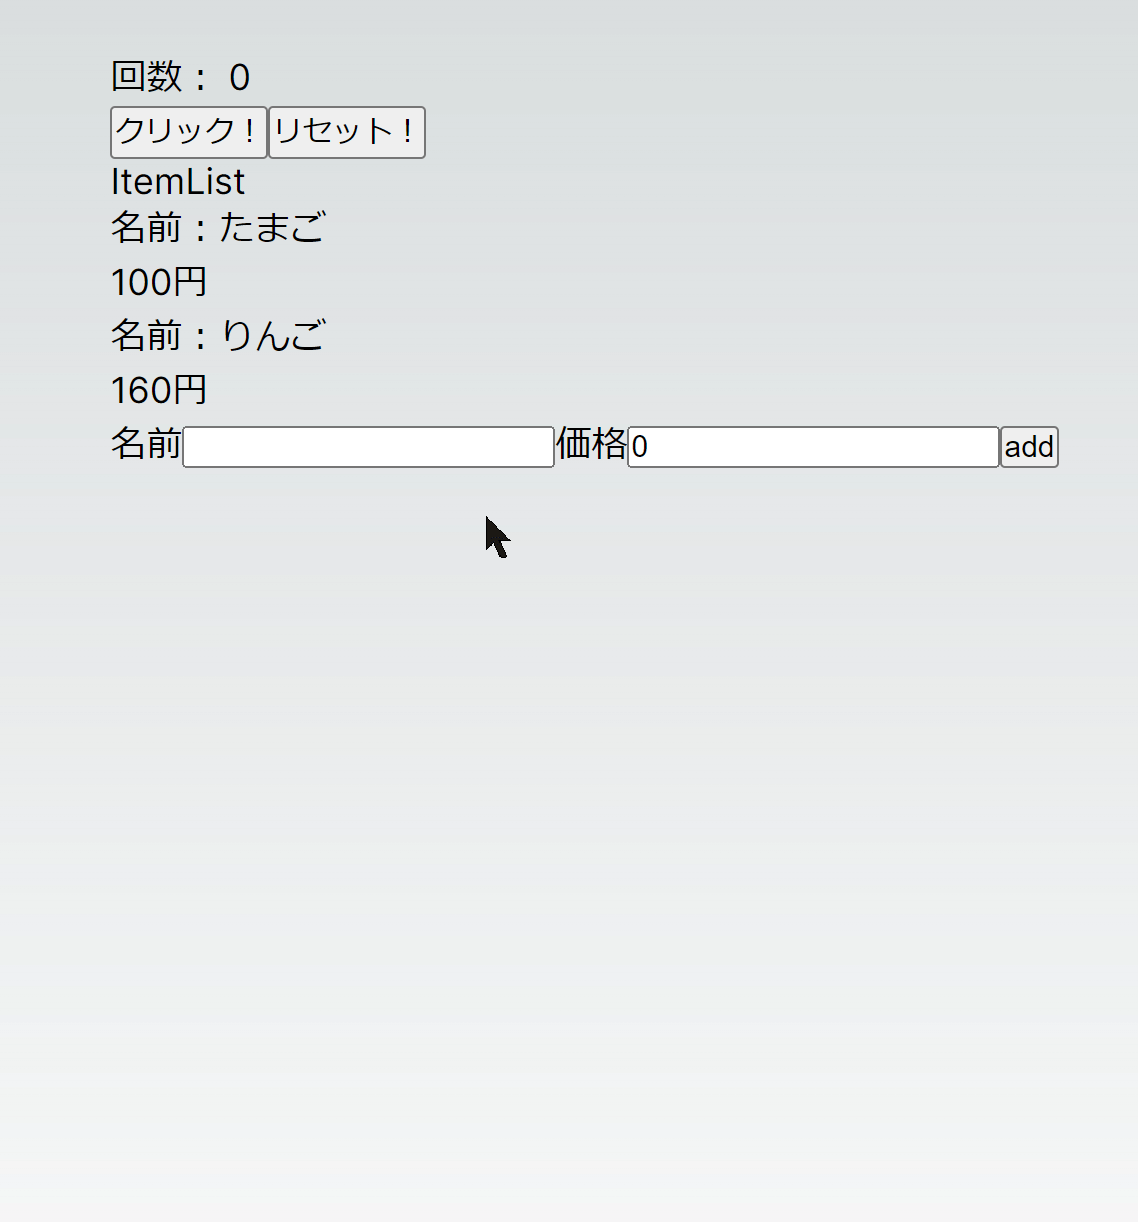 回数： 0
クリック！リセット！
ItemList
名前：たまご
100円
名前：りんご
160円
名前 価格0 add